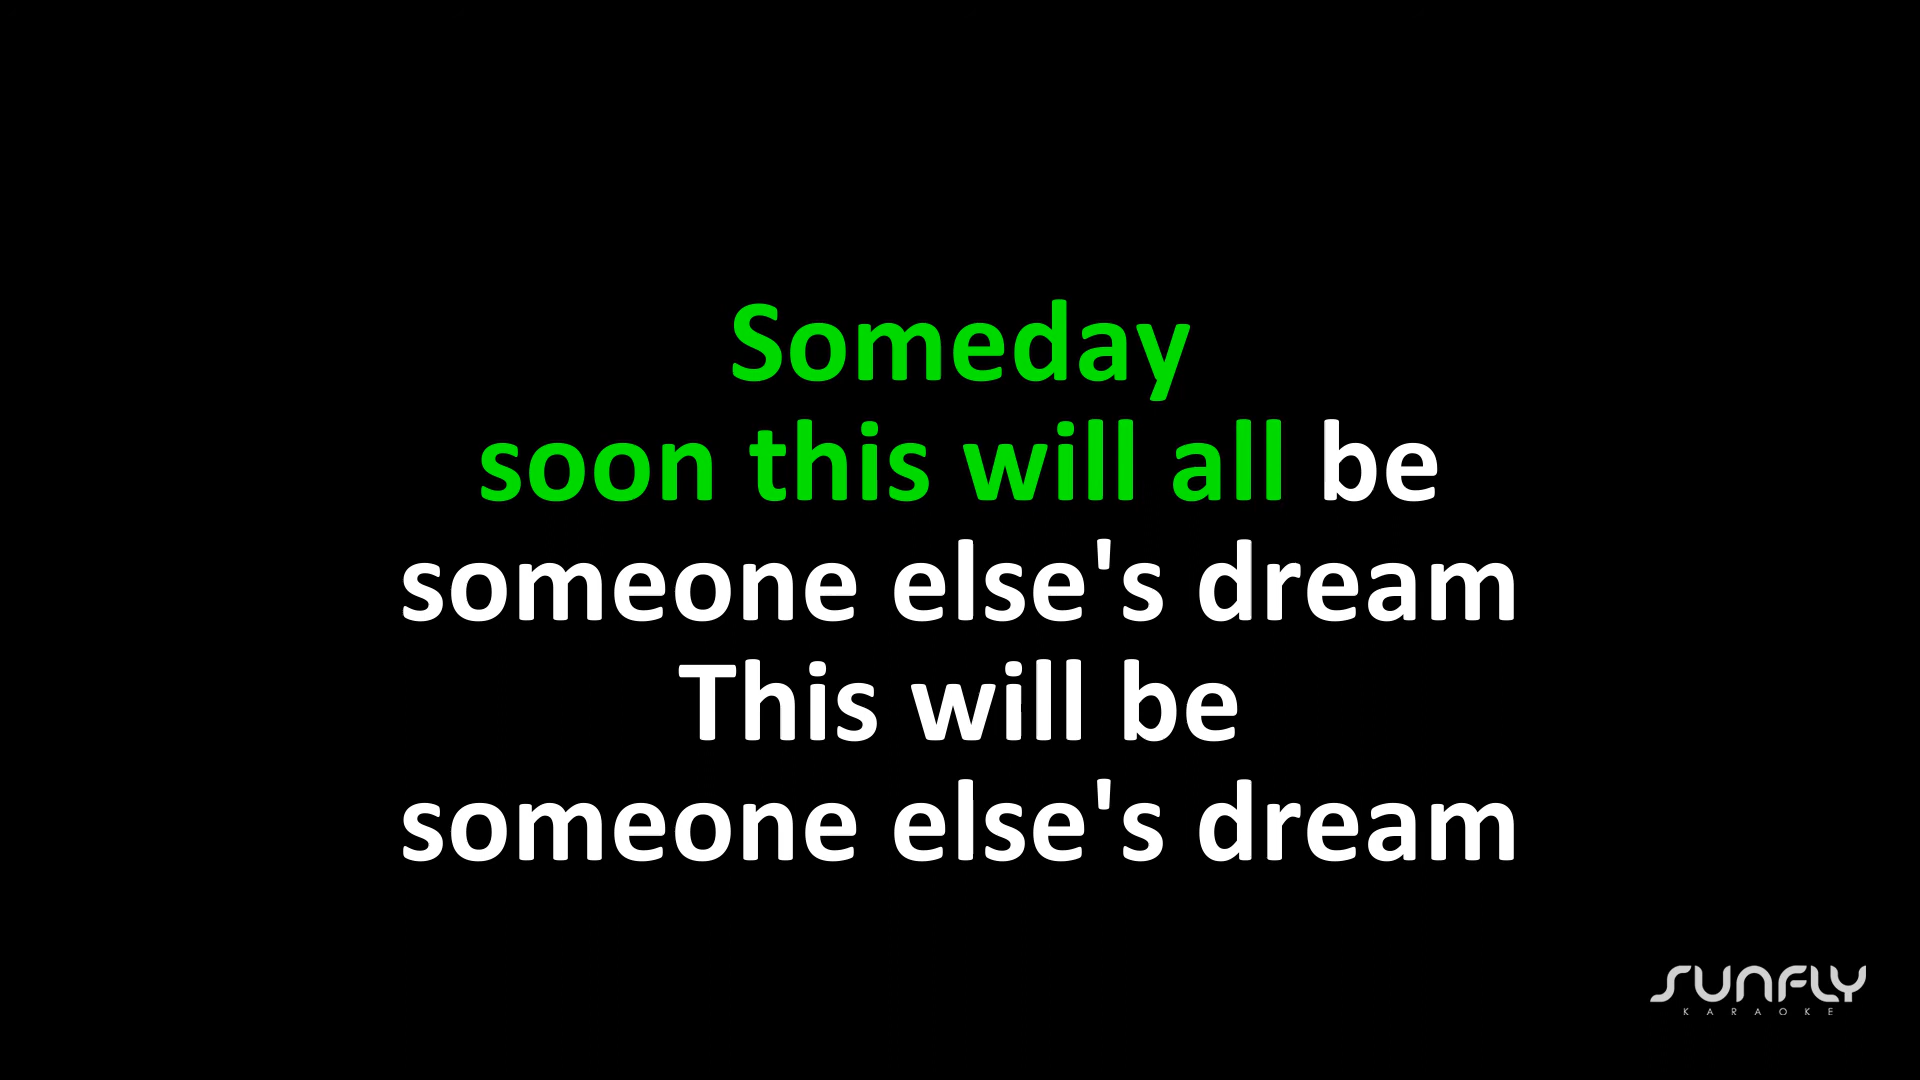 Someday
soon this will all be
someone else's dream
This will be
someone else's dream
SUNFLY
KARAOKE